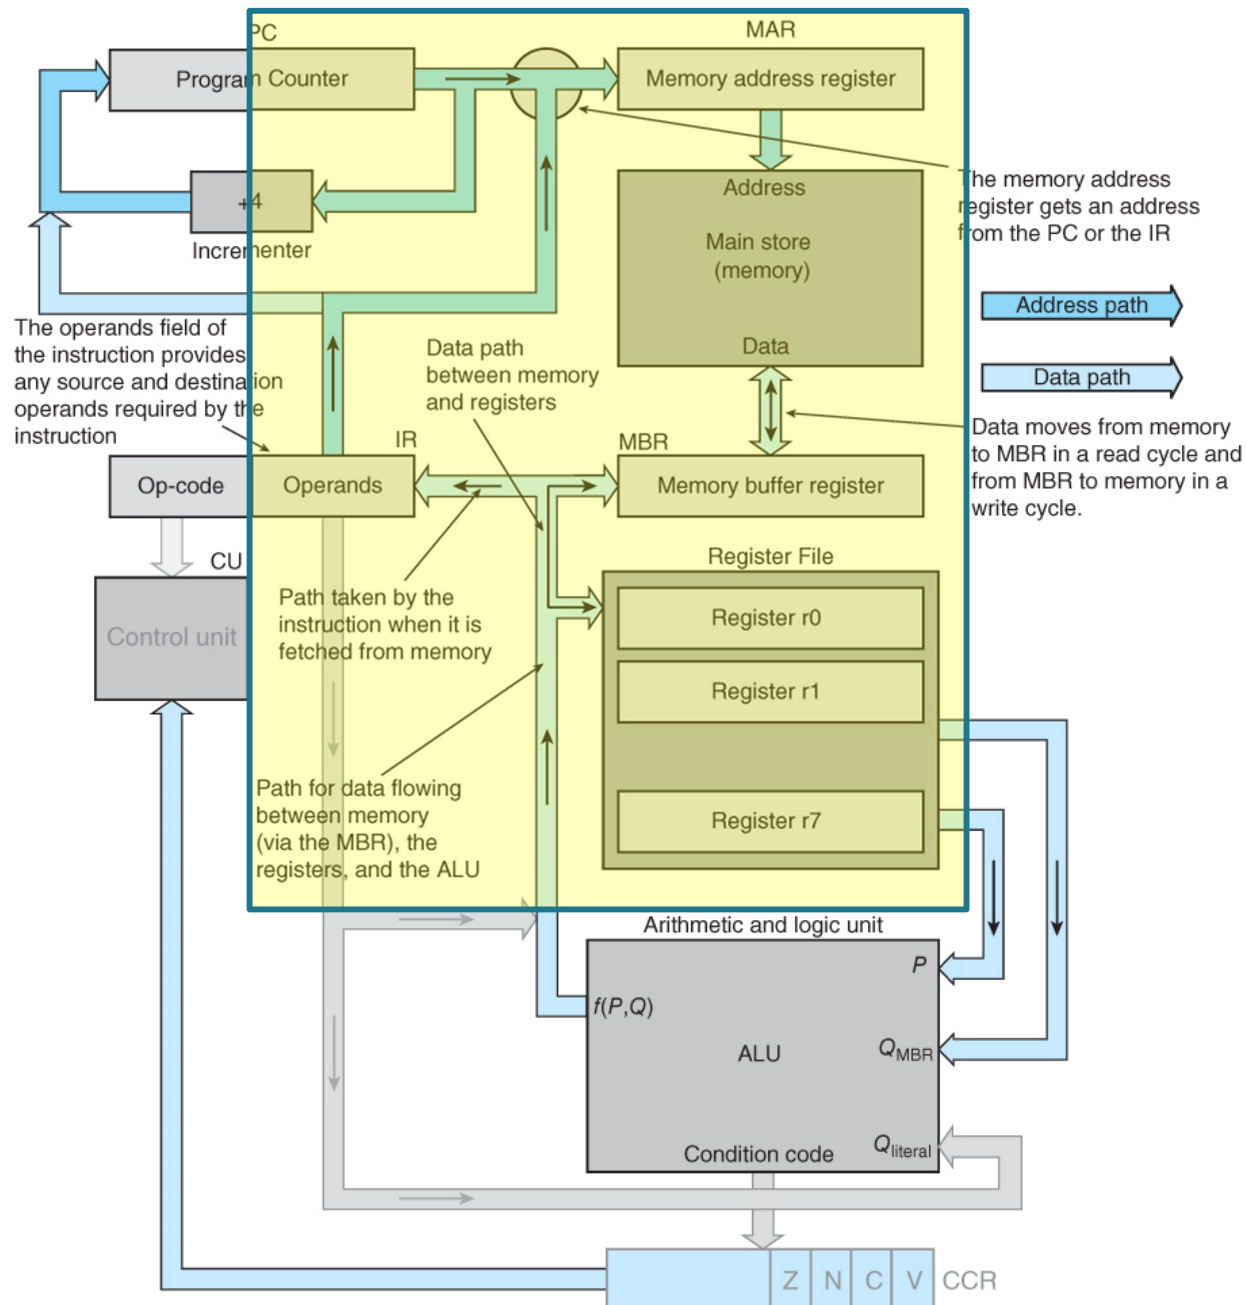 PC
MAR
Program Counter
Memory address register
The memory address
register gets an address
from the PC or the IR
+4
Incrementer
Address
Main store
(memory)
Data
Address path
Data path
The operands field of
the instruction provides
any source and destination
operands required by the
instruction
Data path
between memory
and registers
Data moves from memory
to MBR in a read cycle and
from MBR to memory in a
write cycle.
IR
MBR
Op-code
Operands
Memory buffer register
CU
Control unit
Register File
Register r0
Register r1
Register r7
Path taken by the
instruction when it is
fetched from memory
Path for data flowing
between memory
(via the MBR), the
registers, and the ALU
Arithmetic and logic unit
P
f(P,Q)
ALU
QMBR
Qliteral
Condition code
Z N C V CCR